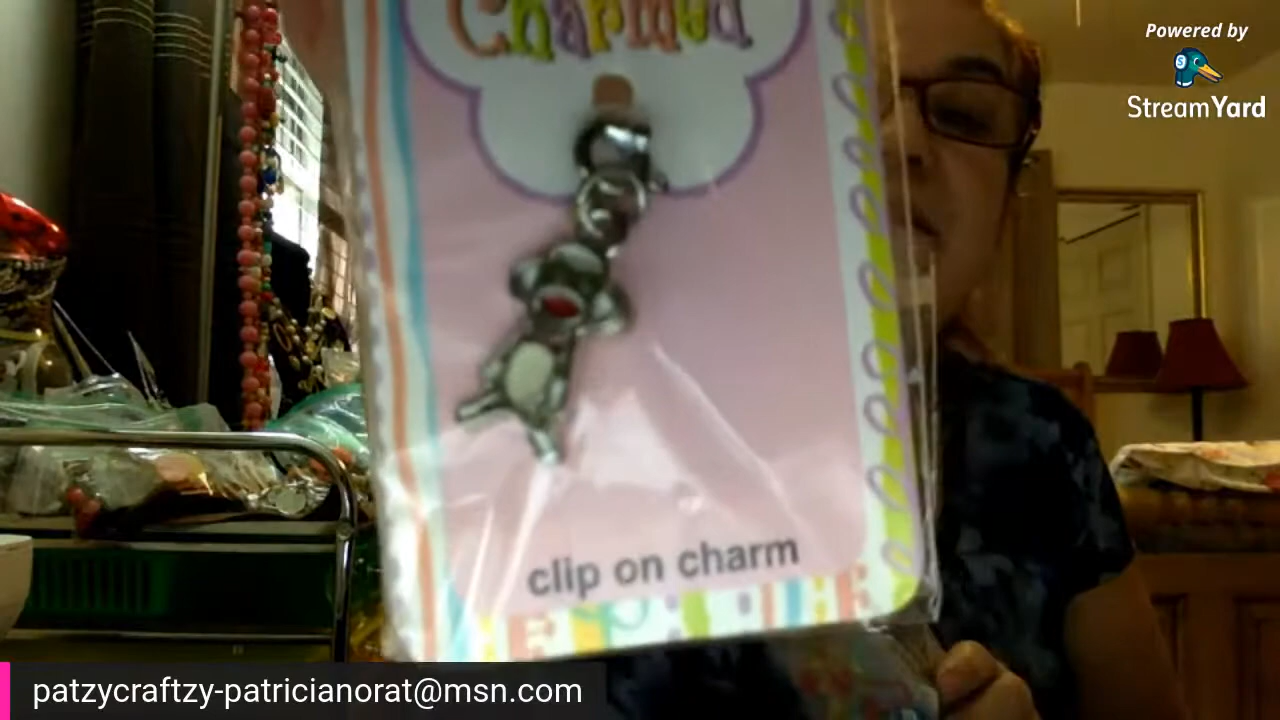 Powered by
StreamYard
Charmed
clip on charm
patzycraftzy-patricianorat@msn.com